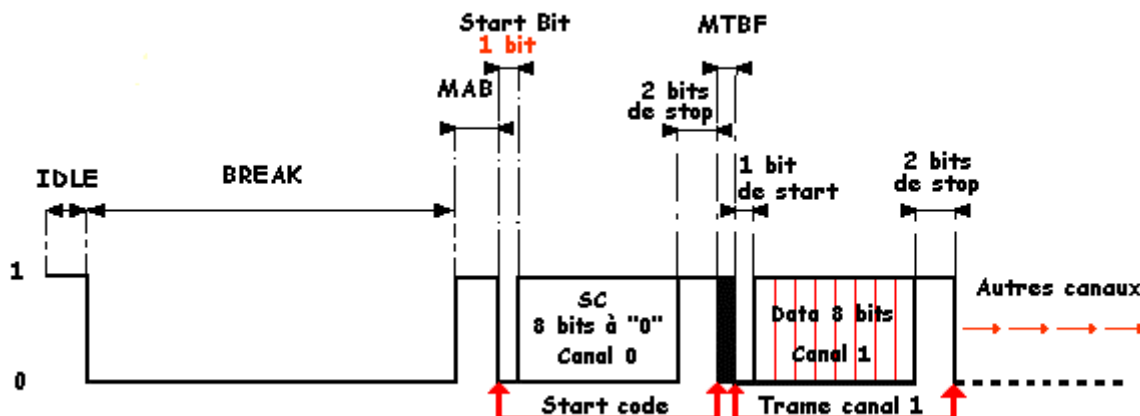 Start Bit
1 bit
MTBF
MAB
2 bits
de stop
IDLE
BREAK
1 bit
de start
2 bits
de stop
1
SC
8 bits à "0"
Canal 0
Data 8 bits
Canal 1
Autres canaux
0
Start code
Trame canal 1